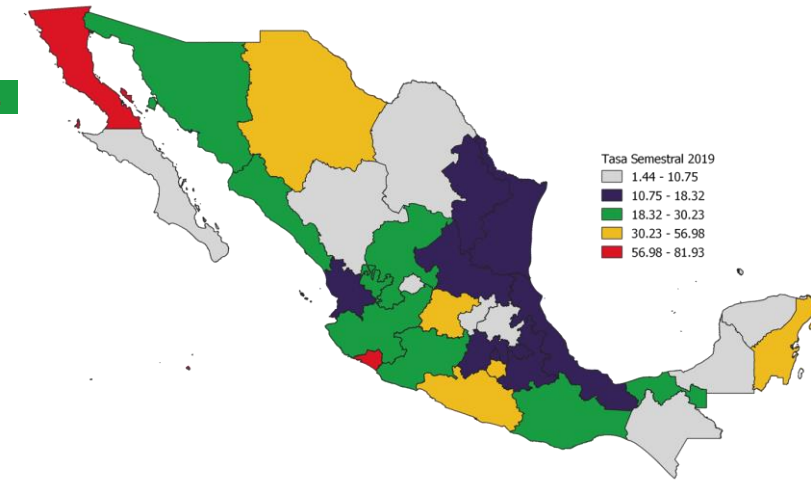 Tasa Semestral 2019
1.44 - 10.75
10.75 - 18.32
18.32 - 30.23
30.23 - 56.98
56.98 - 81.93